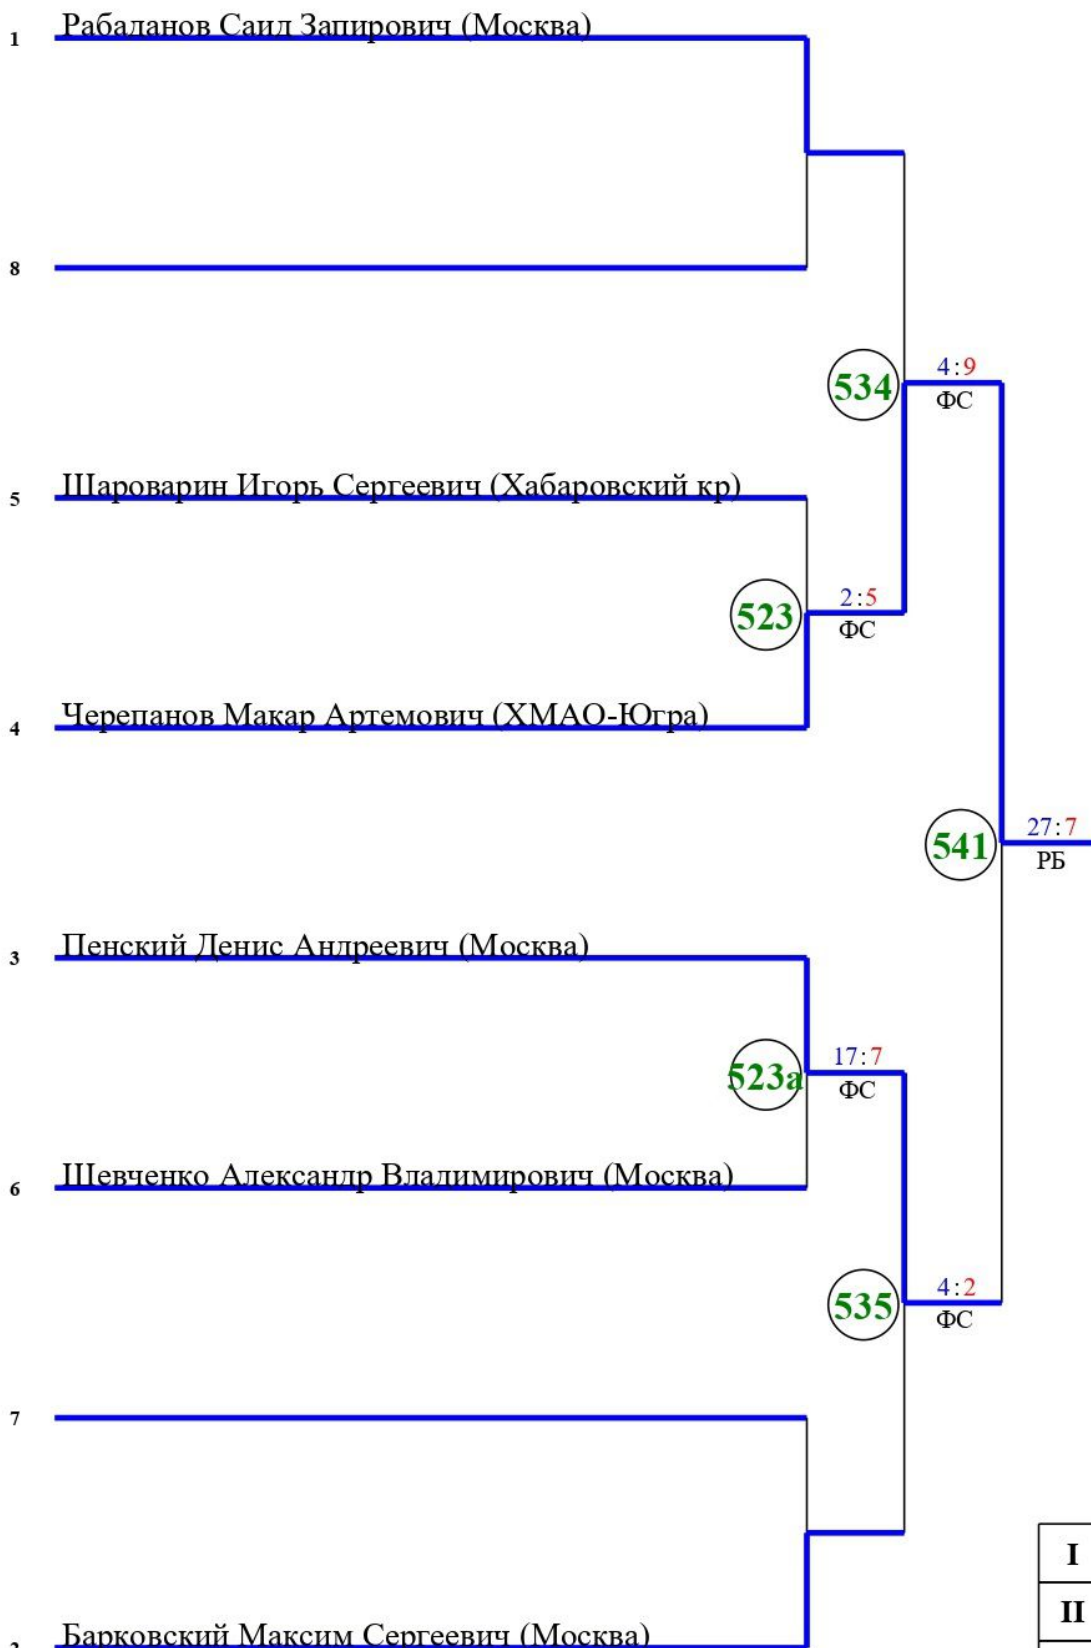 1 Рабаданов Саид Запирович (Москва)
8
534 4:9
ФС
5 Шароварин Игорь Сергеевич (Хабаровский кр)
523 2:5
ФС
4 Черепанов Макар Артемович (ХМАО-Югра)
541 27:7
РБ
3 Пенский Денис Андреевич (Москва)
523а 17:7
ФС
6 Шевченко Александр Владимирович (Москва)
535 4:2
ФС
7
I
II
Барковский Максим Сергеевич (Москва)